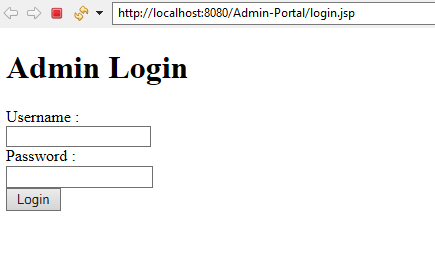 http://localhost:8080/Admin-Portal/login.jsp
Admin Login
Username :
Password :
Login